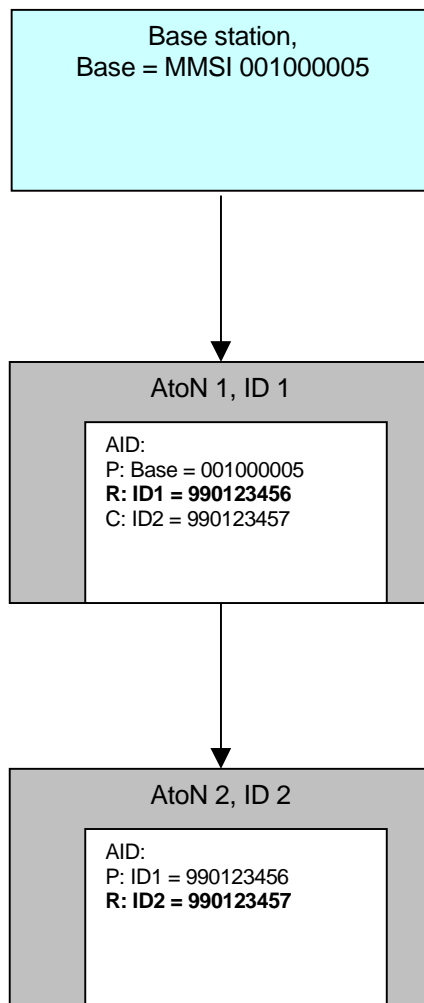 Base station,
Base = MMSI 001000005
AtoN 1, ID 1
AID:
P: Base = 001000005
R: ID1 = 990123456
C: ID2 = 990123457
AtoN 2, ID 2
AID:
P: ID1 = 990123456
R: ID2 = 990123457